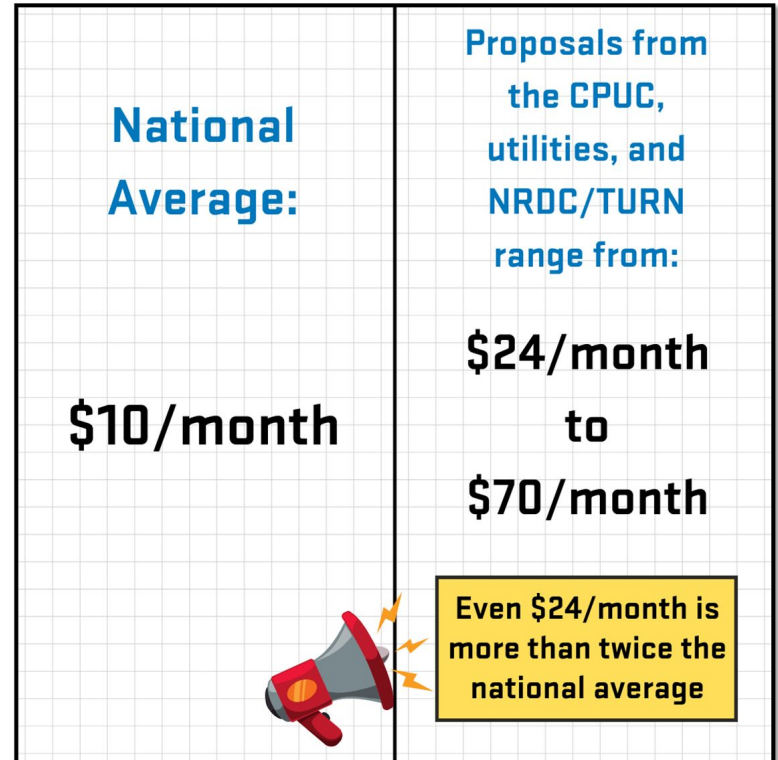 National
Average:
$10/month
Proposals from
the CPUC,
utilities, and
NRDC/TURN
range from:
$24/month
to
$70/month
Even $24/month is
more than twice the
national average